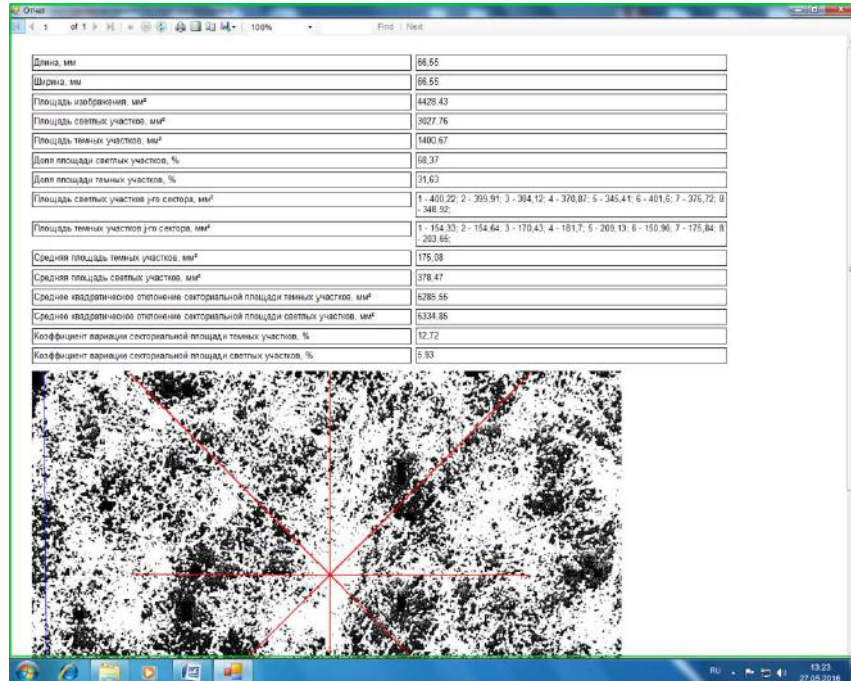 Отчет
1 of 1 100% Find | Next
Длина, мм 66,55
Ширина, мм 66,55
Площадь изображения, мм² 4428,43
Площадь светлых участков, мм² 3027,76
Площадь темных участков, мм² 1400,67
Доля площади светлых участков, % 68,37
Доля площади темных участков, % 31,63
Площадь светлых участков j-го сектора, мм² 1 - 400,22; 2 - 399,91; 3 - 384,12; 4 - 370,87; 5 - 345,41; 6 - 401,6; 7 - 376,72; 8
- 348,92;
Площадь темных участков j-го сектора, мм² 1 - 154,33; 2 - 154,64; 3 - 170,43; 4 - 181,7; 5 - 209,13; 6 - 150,96; 7 - 175,84; 8
- 203,65;
Средняя площадь темных участков, мм² 175,08
Средняя площадь светлых участков, мм² 378,47
Среднее квадратическое отклонение секториальной площади темных участков, мм² 6285,55
Среднее квадратическое отклонение секториальной площади светлых участков, мм² 6334,85
Коэффициент вариации секториальной площади темных участков, % 12,72
Коэффициент вариации секториальной площади светлых участков, % 5,93
RU 13:23
27.05.2016